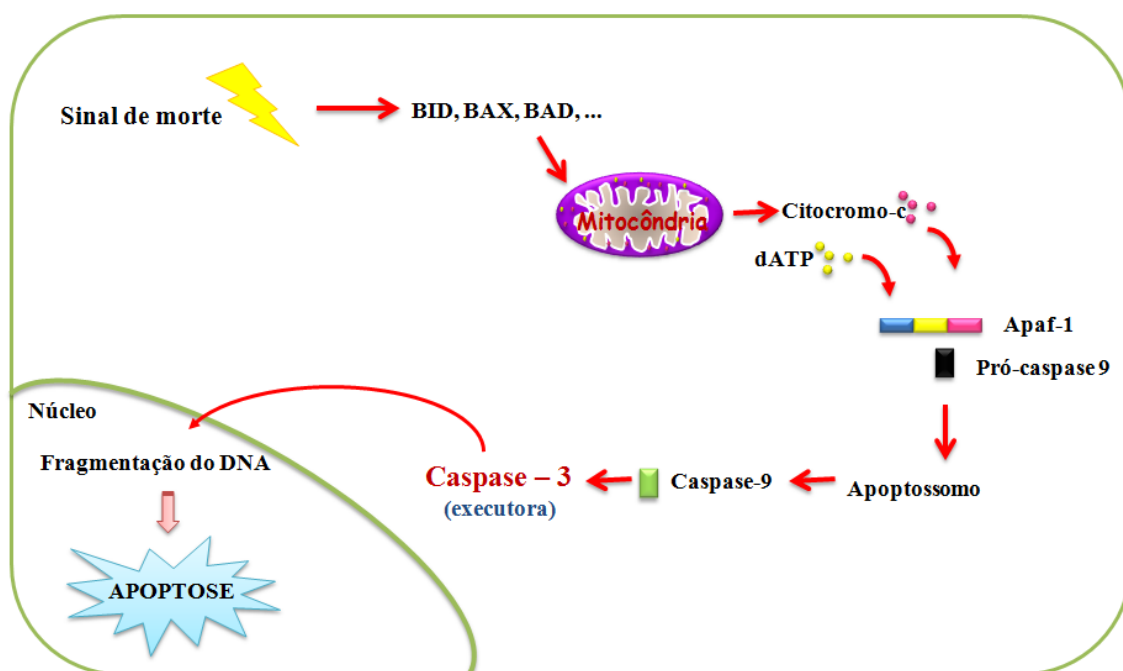 Sinal de morte
BID, BAX, BAD, ...
Mitocôndria
Citocromo-c
dATP
Apaf-1
Pró-caspase 9
Apoptossomo
Caspase-9
Caspase – 3
(executora)
Núcleo
Fragmentação do DNA
APOPTOSE